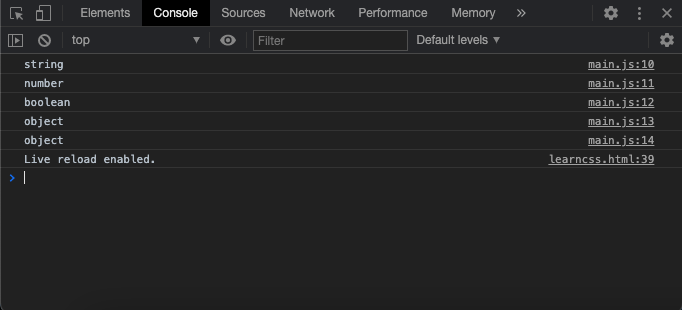 Elements Console Sources Network Performance Memory »
top Filter Default levels
string main.js:10
number main.js:11
boolean main.js:12
object main.js:13
object main.js:14
Live reload enabled. learncss.html:39